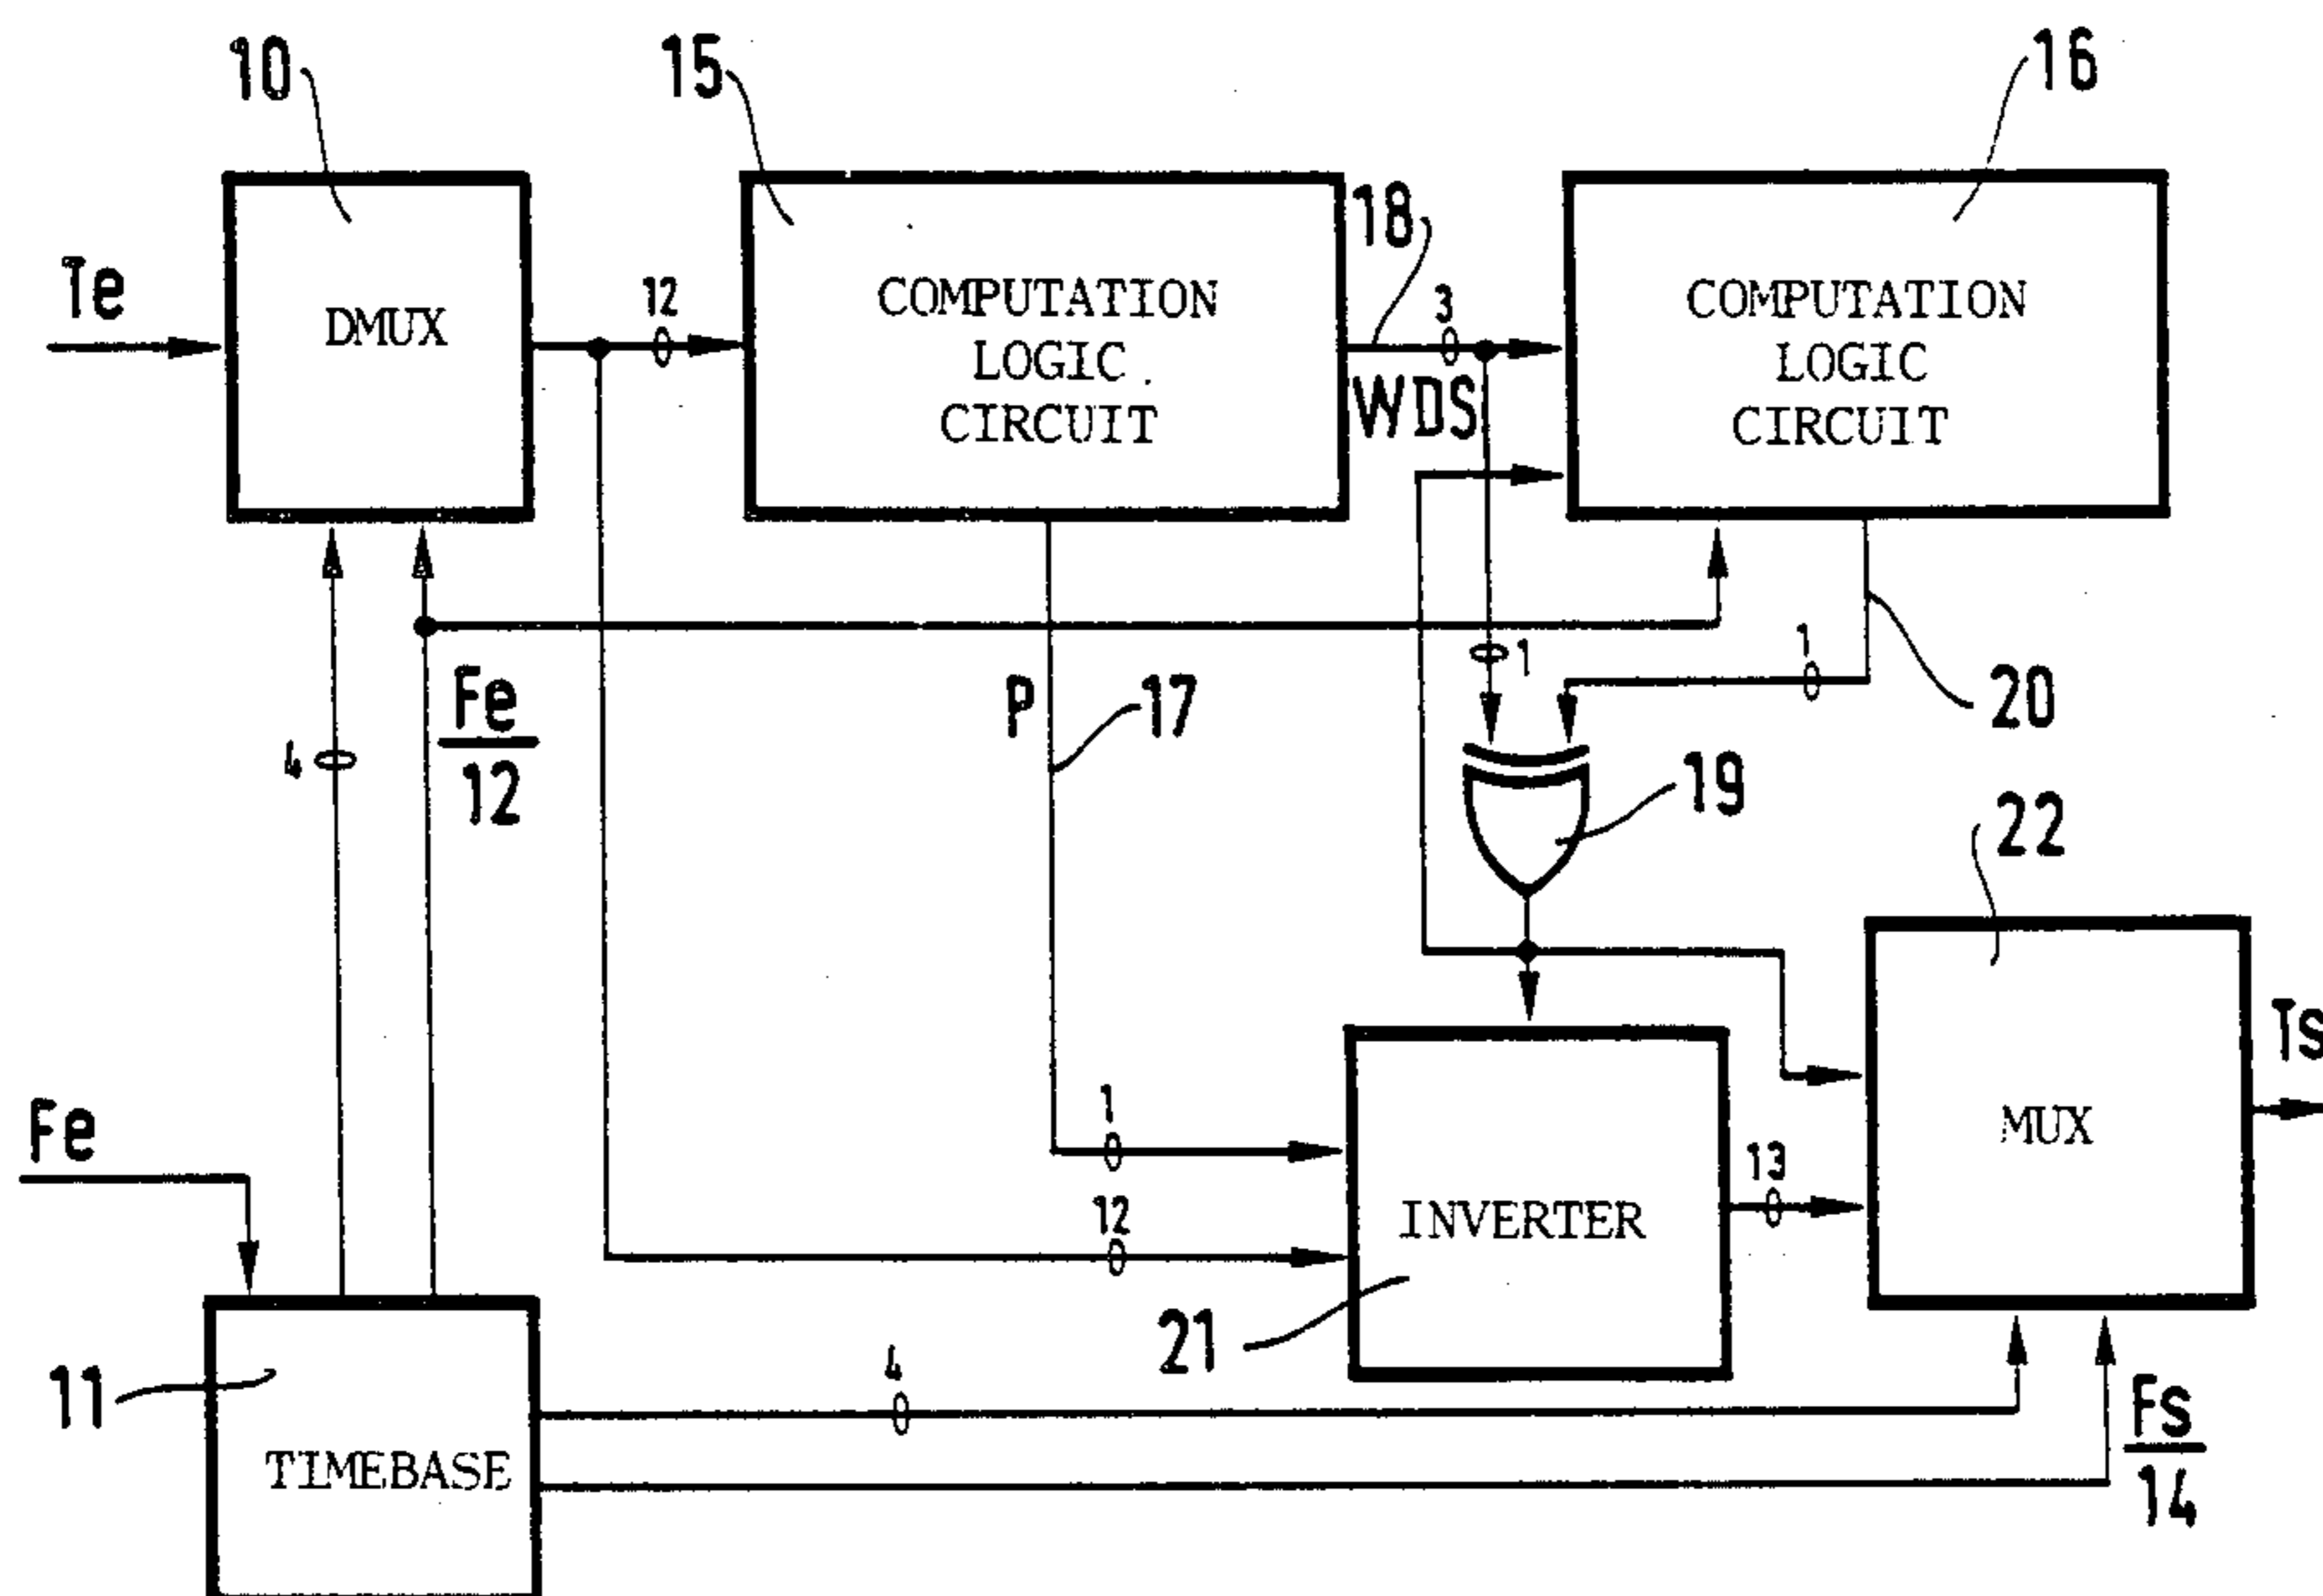 10
15
16
Te
DMUX
12
COMPUTATION
LOGIC
CIRCUIT
18
3
WDS
COMPUTATION
LOGIC
CIRCUIT
1
1
20
4
Fe
12
P
17
19
22
Fe
1
12
INVERTER
13
MUX
Ts
21
11
TIMEBASE
4
Fs
14